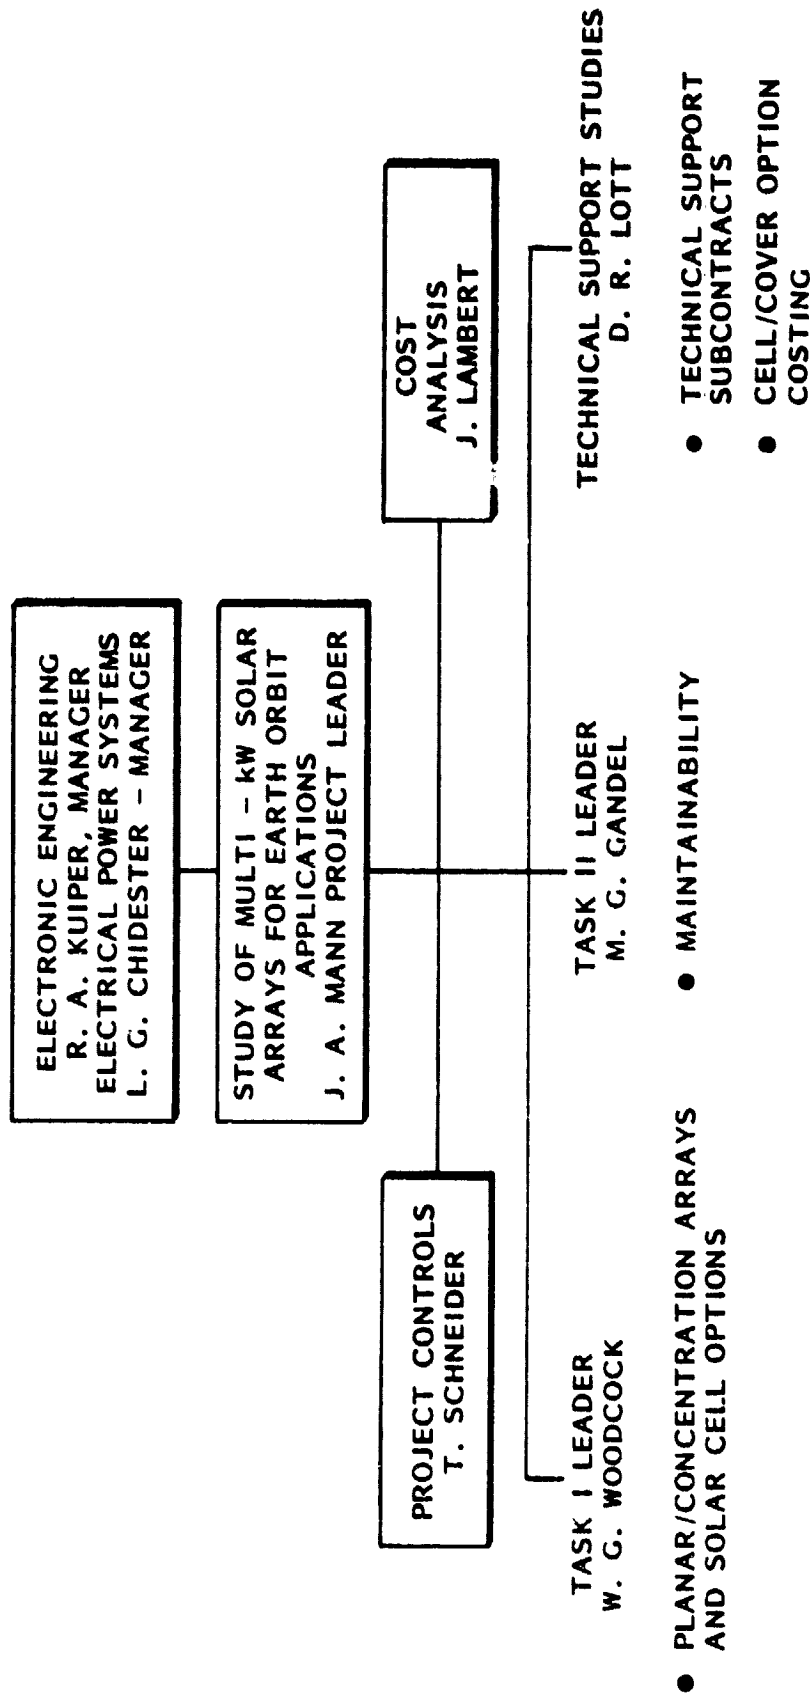 ELECTRONIC ENGINEERING
R. A. KUIPER, MANAGER
ELECTRICAL POWER SYSTEMS
L. G. CHIDESTER - MANAGER
STUDY OF MULTI - kW SOLAR
ARRAYS FOR EARTH ORBIT
APPLICATIONS
J. A. MANN PROJECT LEADER
PROJECT CONTROLS
T. SCHNEIDER
COST
ANALYSIS
J. LAMBERT
TASK I LEADER
W. G. WOODCOCK
● PLANAR/CONCENTRATION ARRAYS
AND SOLAR CELL OPTIONS
TASK II LEADER
M. G. GANDEL
● MAINTAINABILITY
TECHNICAL SUPPORT STUDIES
D. R. LOTT
● TECHNICAL SUPPORT
SUBCONTRACTS
● CELL/COVER OPTION
COSTING